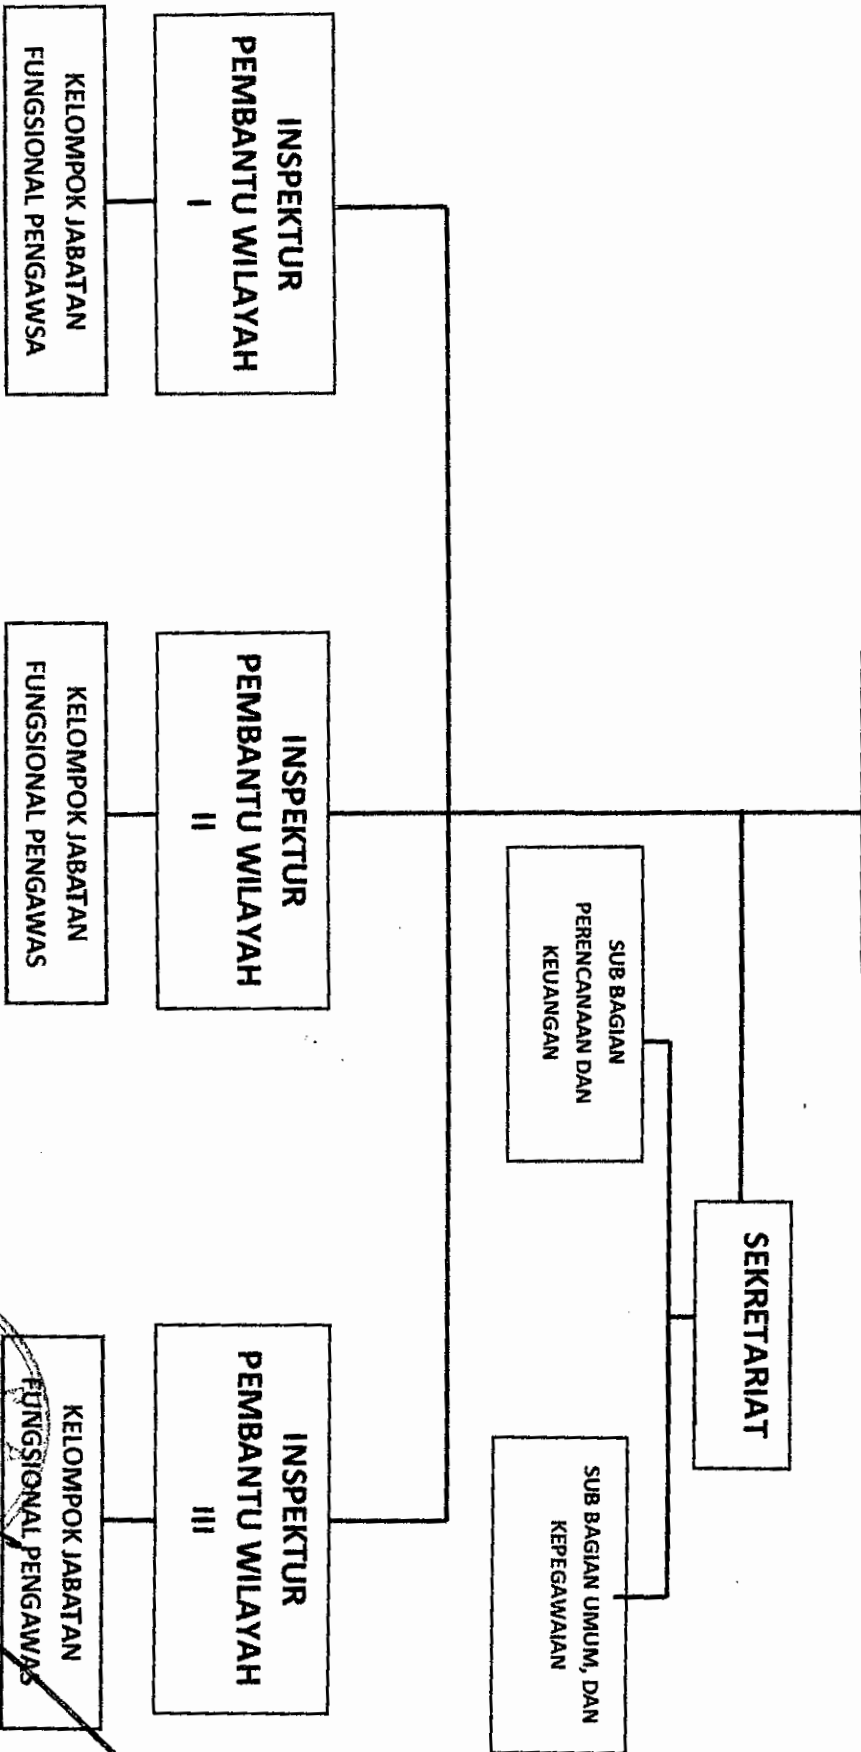 SEKRETARIAT
SUB BAGIAN
PERENCANAAN DAN
KEUANGAN
SUB BAGIAN UMUM, DAN
KEPEGAWAIAN
INSPEKTUR
PEMBANTU WILAYAH
I
INSPEKTUR
PEMBANTU WILAYAH
II
INSPEKTUR
PEMBANTU WILAYAH
III
KELOMPOK JABATAN
FUNGSIONAL PENGAWSA
KELOMPOK JABATAN
FUNGSIONAL PENGAWAS
KELOMPOK JABATAN
FUNGSIONAL PENGAWAS